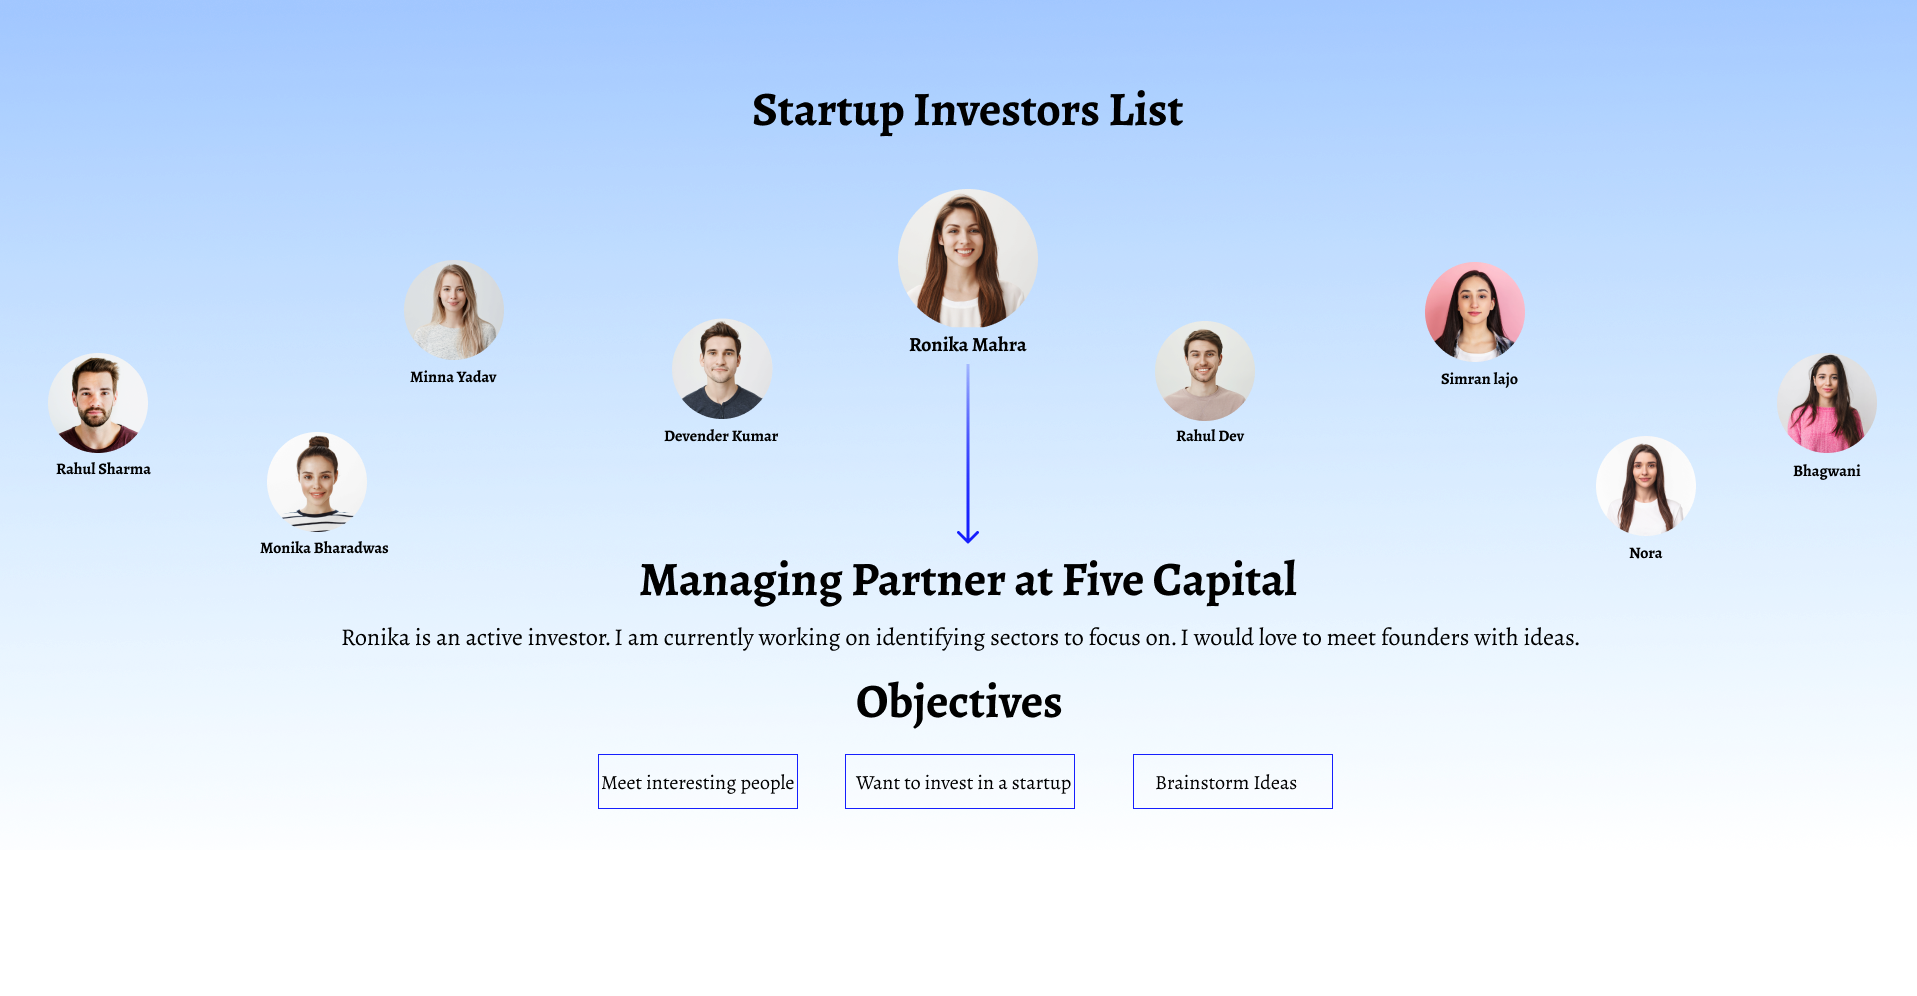 Startup Investors List
Ronika Mahra
Minna Yadav
Simran lajo
Devender Kumar
Rahul Dev
Rahul Sharma
Bhagwani
Monika Bharadwas
Nora
Managing Partner at Five Capital
Ronika is an active investor. I am currently working on identifying sectors to focus on. I would love to meet founders with ideas.
Objectives
Meet interesting people
Want to invest in a startup
Brainstorm Ideas